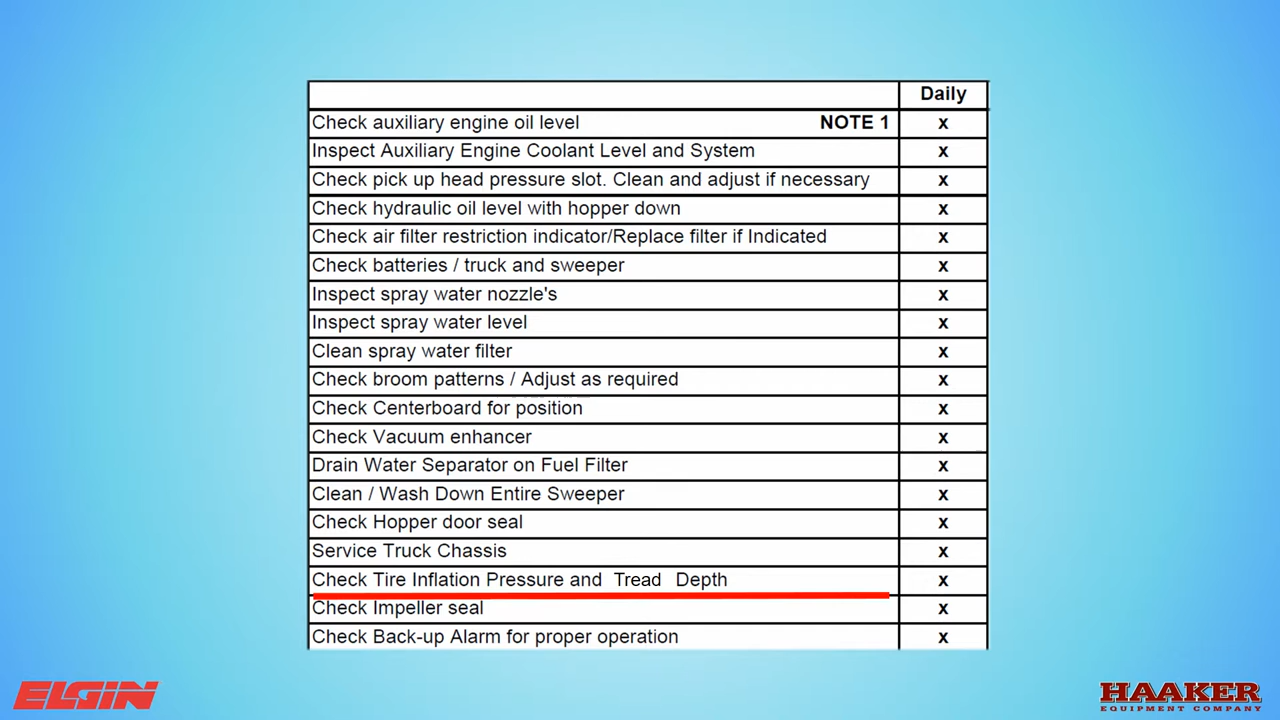 Daily
Check auxiliary engine oil level NOTE 1 x
Inspect Auxiliary Engine Coolant Level and System x
Check pick up head pressure slot. Clean and adjust if necessary x
Check hydraulic oil level with hopper down x
Check air filter restriction indicator/Replace filter if Indicated x
Check batteries / truck and sweeper x
Inspect spray water nozzle's x
Inspect spray water level x
Clean spray water filter x
Check broom patterns / Adjust as required x
Check Centerboard for position x
Check Vacuum enhancer x
Drain Water Separator on Fuel Filter x
Clean / Wash Down Entire Sweeper x
Check Hopper door seal x
Service Truck Chassis x
Check Tire Inflation Pressure and Tread Depth x
Check Impeller seal x
Check Back-up Alarm for proper operation x
ELGIN
HAAKER
EQUIPMENT COMPANY